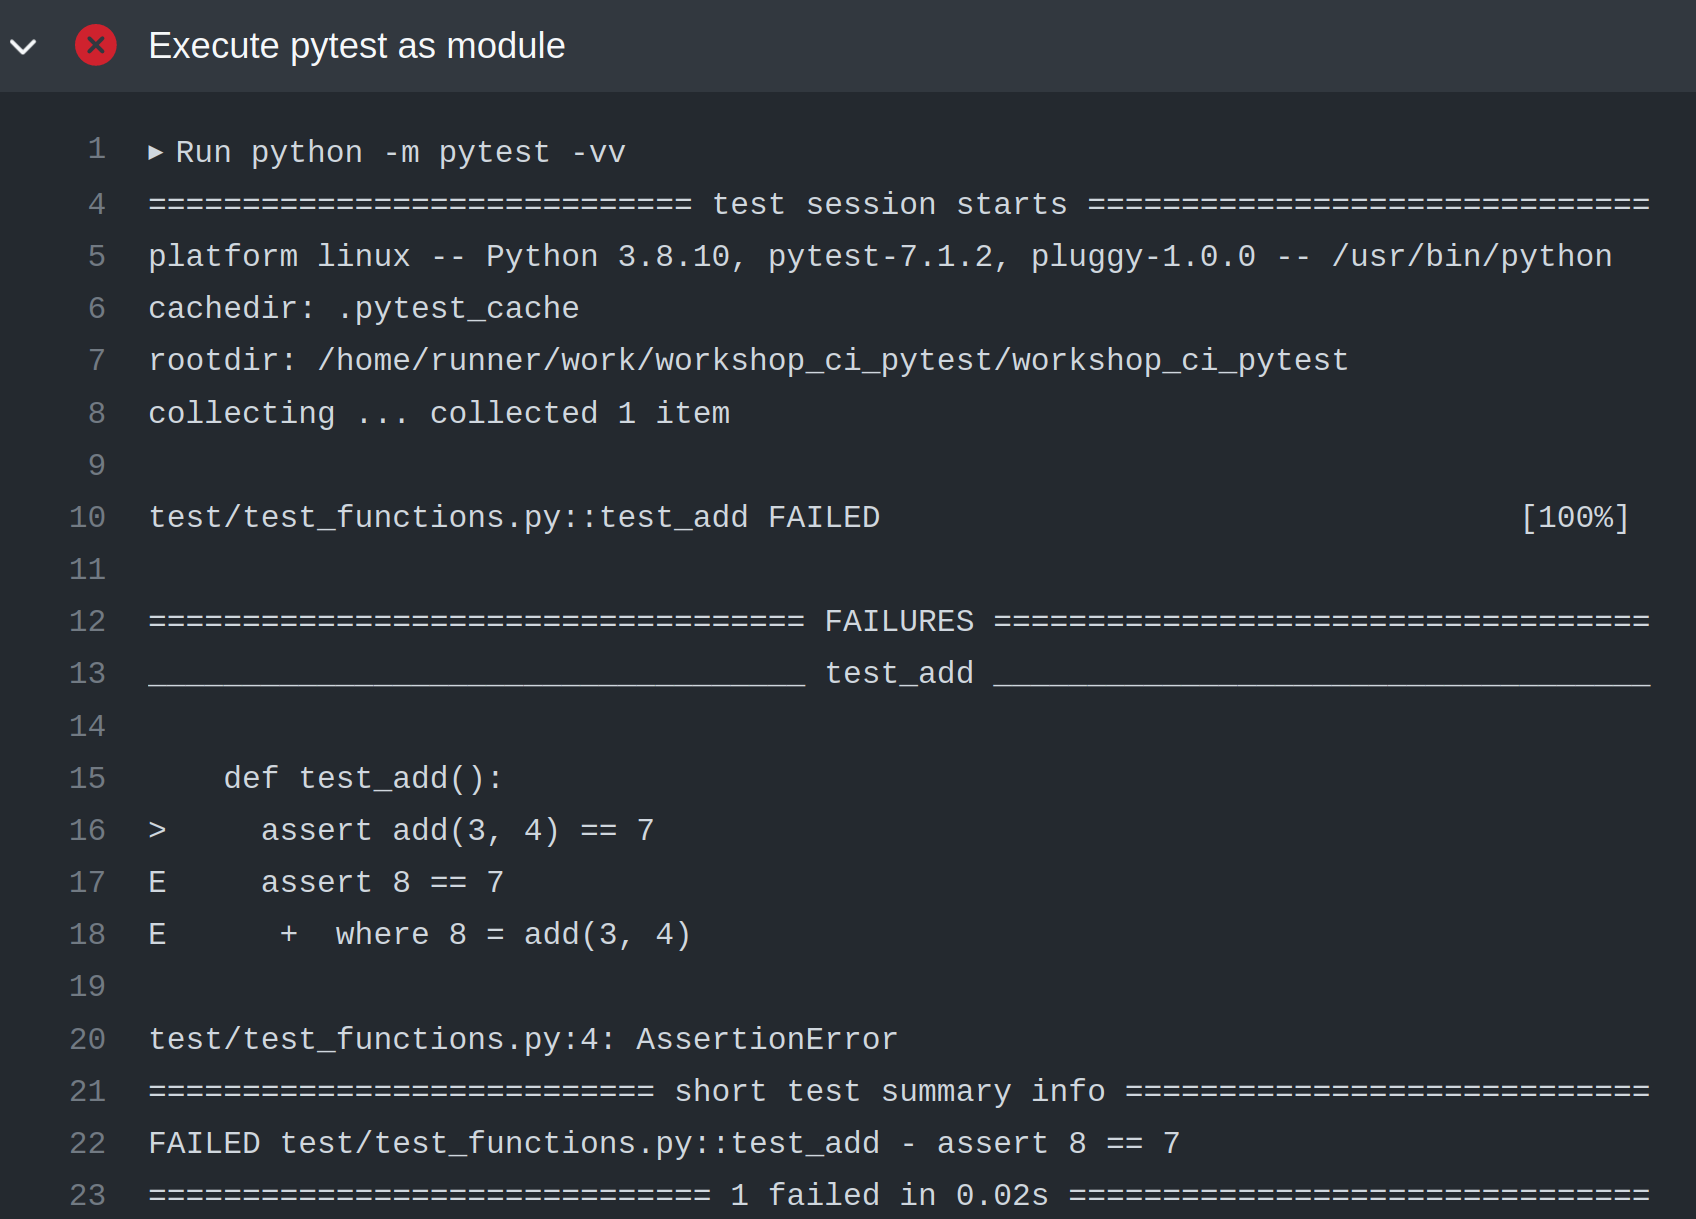 Execute pytest as module
1 ▶ Run python -m pytest -vv
4 ============================= test session starts ==============================
5 platform linux -- Python 3.8.10, pytest-7.1.2, pluggy-1.0.0 -- /usr/bin/python
6 cachedir: .pytest_cache
7 rootdir: /home/runner/work/workshop_ci_pytest/workshop_ci_pytest
8 collecting ... collected 1 item
9
10 test/test_functions.py::test_add FAILED                                  [100%]
11
12 =================================== FAILURES ===================================
13 ___________________________________ test_add ___________________________________
14
15     def test_add():
16 >     assert add(3, 4) == 7
17 E     assert 8 == 7
18 E      +  where 8 = add(3, 4)
19
20 test/test_functions.py:4: AssertionError
21 =========================== short test summary info ============================
22 FAILED test/test_functions.py::test_add - assert 8 == 7
23 ============================== 1 failed in 0.02s ===============================